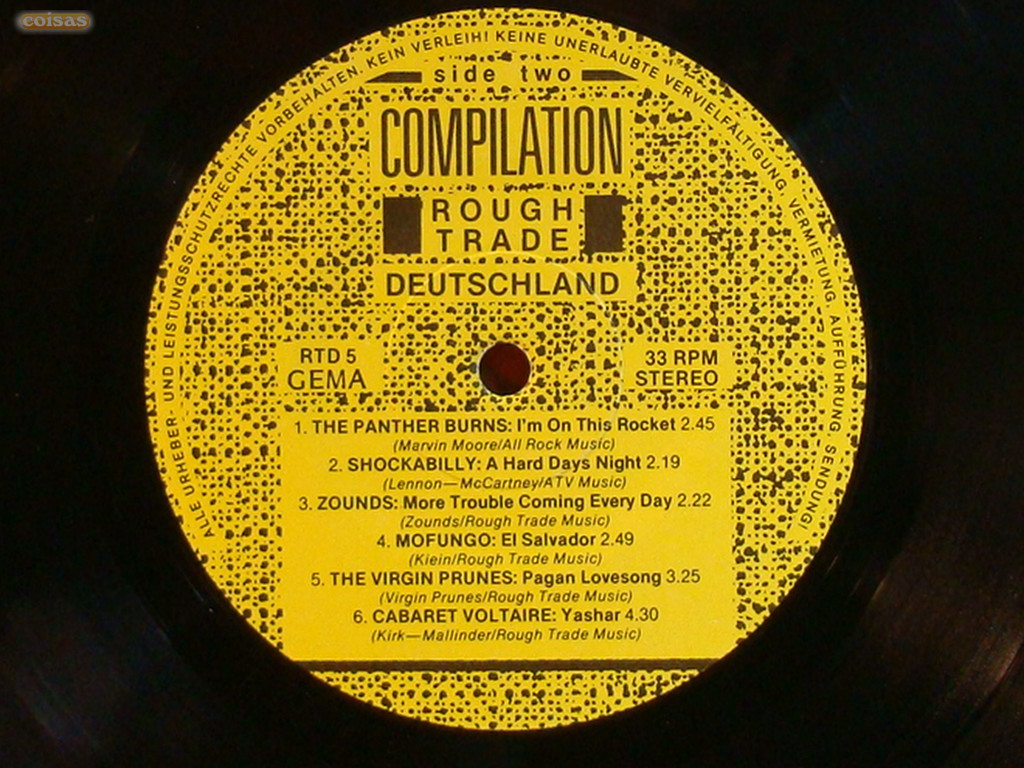 coisas
ALLE URHEBER- UND LEISTUNGSSCHUTZRECHTE VORBEHALTEN. KEIN VERLEIH! KEINE UNERLAUBTE VERVIELFÄLTIGUNG, VERMIETUNG, AUFFÜHRUNG, SENDUNG!
side two
COMPILATION
ROUGH
TRADE
DEUTSCHLAND
RTD 5
GEMA
33 RPM
STEREO
1. THE PANTHER BURNS: I'm On This Rocket 2.45
(Marvin Moore/All Rock Music)
2. SHOCKABILLY: A Hard Days Night 2.19
(Lennon—McCartney/ATV Music)
3. ZOUNDS: More Trouble Coming Every Day 2.22
(Zounds/Rough Trade Music)
4. MOFUNGO: El Salvador 2.49
(Kiein/Rough Trade Music)
5. THE VIRGIN PRUNES: Pagan Lovesong 3.25
(Virgin Prunes/Rough Trade Music)
6. CABARET VOLTAIRE: Yashar 4.30
(Kirk—Mallinder/Rough Trade Music)